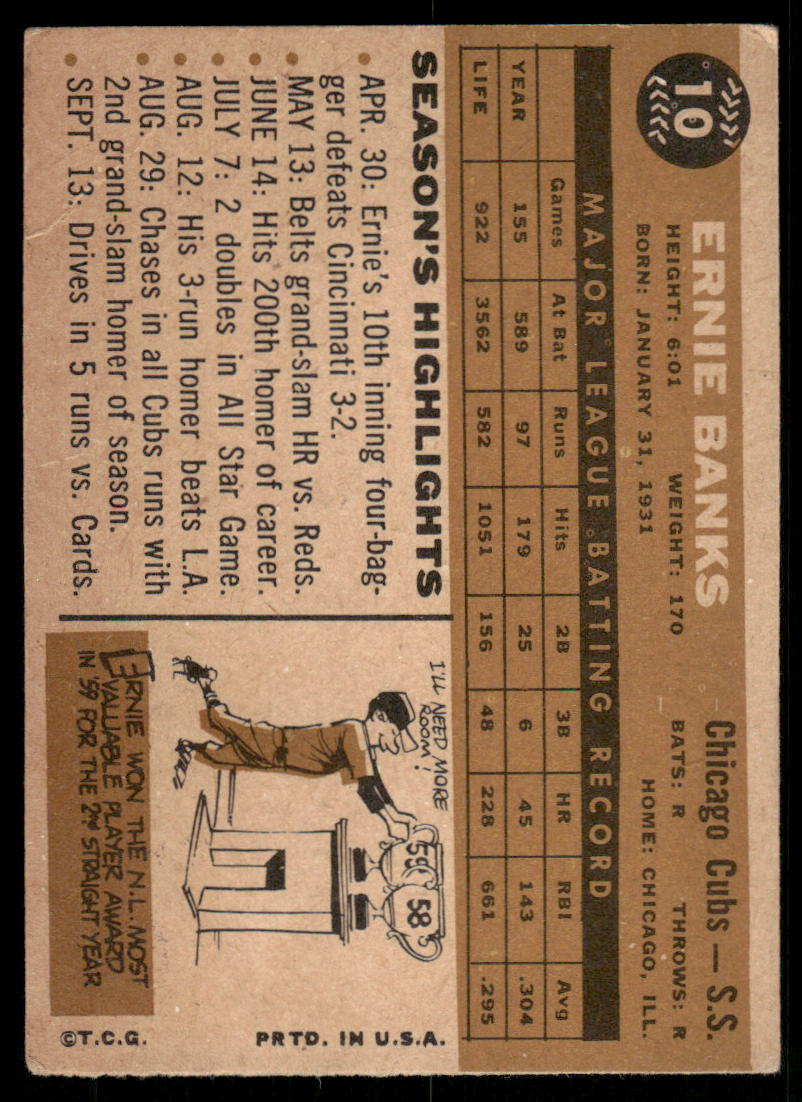 10
ERNIE BANKS
Chicago Cubs — S.S.
HEIGHT: 6:01 WEIGHT: 170 BATS: R THROWS: R
BORN: JANUARY 31, 1931 HOME: CHICAGO, ILL.
MAJOR LEAGUE BATTING RECORD
Games At Bat Runs Hits 2B 3B HR RBI Avg
YEAR 155 589 97 179 25 6 45 143 .304
LIFE 922 3562 582 1051 156 48 228 661 .295
SEASON'S HIGHLIGHTS
• APR. 30: Ernie's 10th inning four-bag-
ger defeats Cincinnati 3-2.
• MAY 13: Belts grand-slam HR vs. Reds.
• JUNE 14: Hits 200th homer of career.
• JULY 7: 2 doubles in All Star Game.
• AUG. 12: His 3-run homer beats L.A.
• AUG. 29: Chases in all Cubs runs with
2nd grand-slam homer of season.
• SEPT. 13: Drives in 5 runs vs. Cards.
I'LL NEED MORE
ROOM!
59 58
ERNIE WON THE N.L. MOST
VALUABLE PLAYER AWARD
IN '59 FOR THE 2nd STRAIGHT YEAR
©T.C.G. PRTD. IN U.S.A.